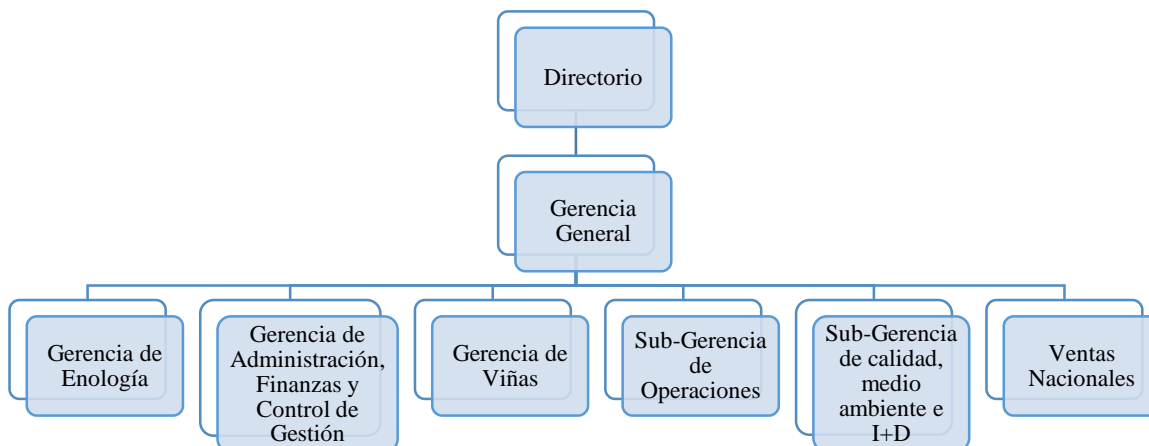 Directorio
Gerencia
General
Gerencia de
Enología
Gerencia de
Administración,
Finanzas y
Control de
Gestión
Gerencia de
Viñas
Sub-Gerencia
de
Operaciones
Sub-Gerencia
de calidad,
medio
ambiente e
I+D
Ventas
Nacionales